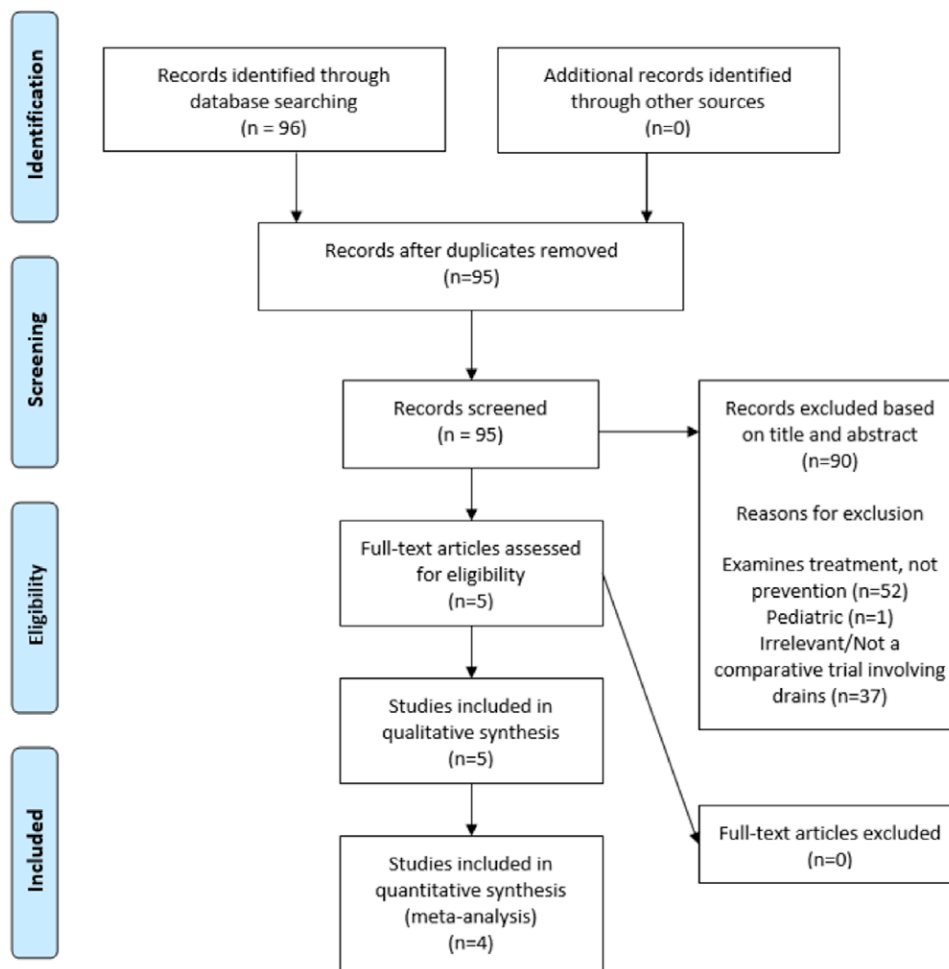 Identification
Records identified through
database searching
(n = 96)
Additional records identified
through other sources
(n=0)
Screening
Records after duplicates removed
(n=95)
Records screened
(n = 95)
Records excluded based
on title and abstract
(n=90)
Reasons for exclusion
Examines treatment, not
prevention (n=52)
Pediatric (n=1)
Irrelevant/Not a
comparative trial involving
drains (n=37)
Eligibility
Full-text articles assessed
for eligibility
(n=5)
Studies included in
qualitative synthesis
(n=5)
Full-text articles excluded
(n=0)
Included
Studies included in
quantitative synthesis
(meta-analysis)
n=4)